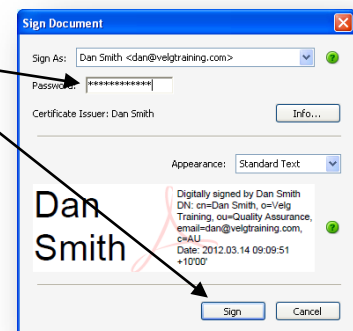 Sign Document
Sign As: Dan Smith <dan@velgtraining.com>
Password: ************
Certificate Issuer: Dan Smith
Info...
Appearance: Standard Text
Dan
Smith
Digitally signed by Dan Smith
DN: cn=Dan Smith, o=Velg
Training, ou=Quality Assurance,
email=dan@velgtraining.com,
c=AU
Date: 2012.03.14 09:09:51
+10'00'
Sign
Cancel